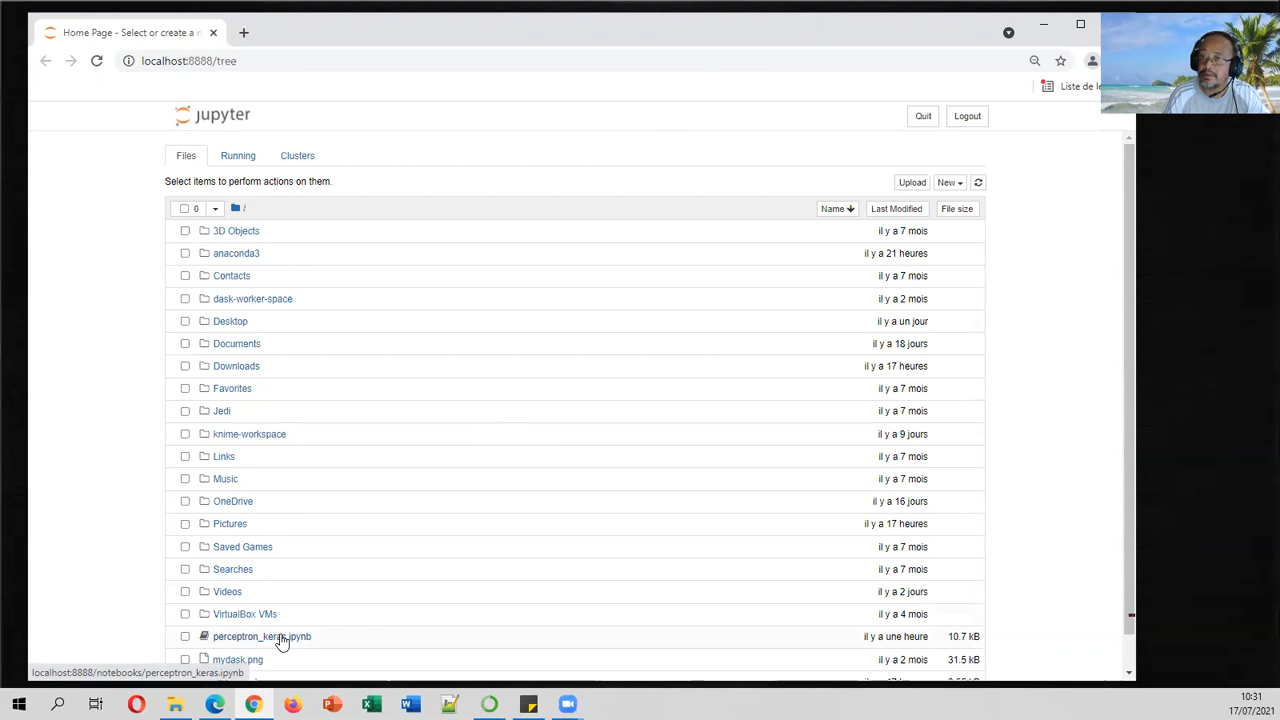 Home Page - Select or create a n
localhost:8888/tree
Liste de le
jupyter
Quit
Logout
Files
Running
Clusters
Select items to perform actions on them.
Upload
New
0
/
Name
Last Modified
File size
3D Objects
il y a 7 mois
anaconda3
il y a 21 heures
Contacts
il y a 7 mois
dask-worker-space
il y a 2 mois
Desktop
il y a un jour
Documents
il y a 18 jours
Downloads
il y a 17 heures
Favorites
il y a 7 mois
Jedi
il y a 7 mois
knime-workspace
il y a 9 jours
Links
il y a 7 mois
Music
il y a 7 mois
OneDrive
il y a 16 jours
Pictures
il y a 17 heures
Saved Games
il y a 7 mois
Searches
il y a 7 mois
Videos
il y a 2 jours
VirtualBox VMs
il y a 4 mois
perceptron_keras.ipynb
il y a une heure
10.7 kB
mydask.png
il y a 2 mois
31.5 kB
localhost:8888/notebooks/perceptron_keras.ipynb
10:31
17/07/2021